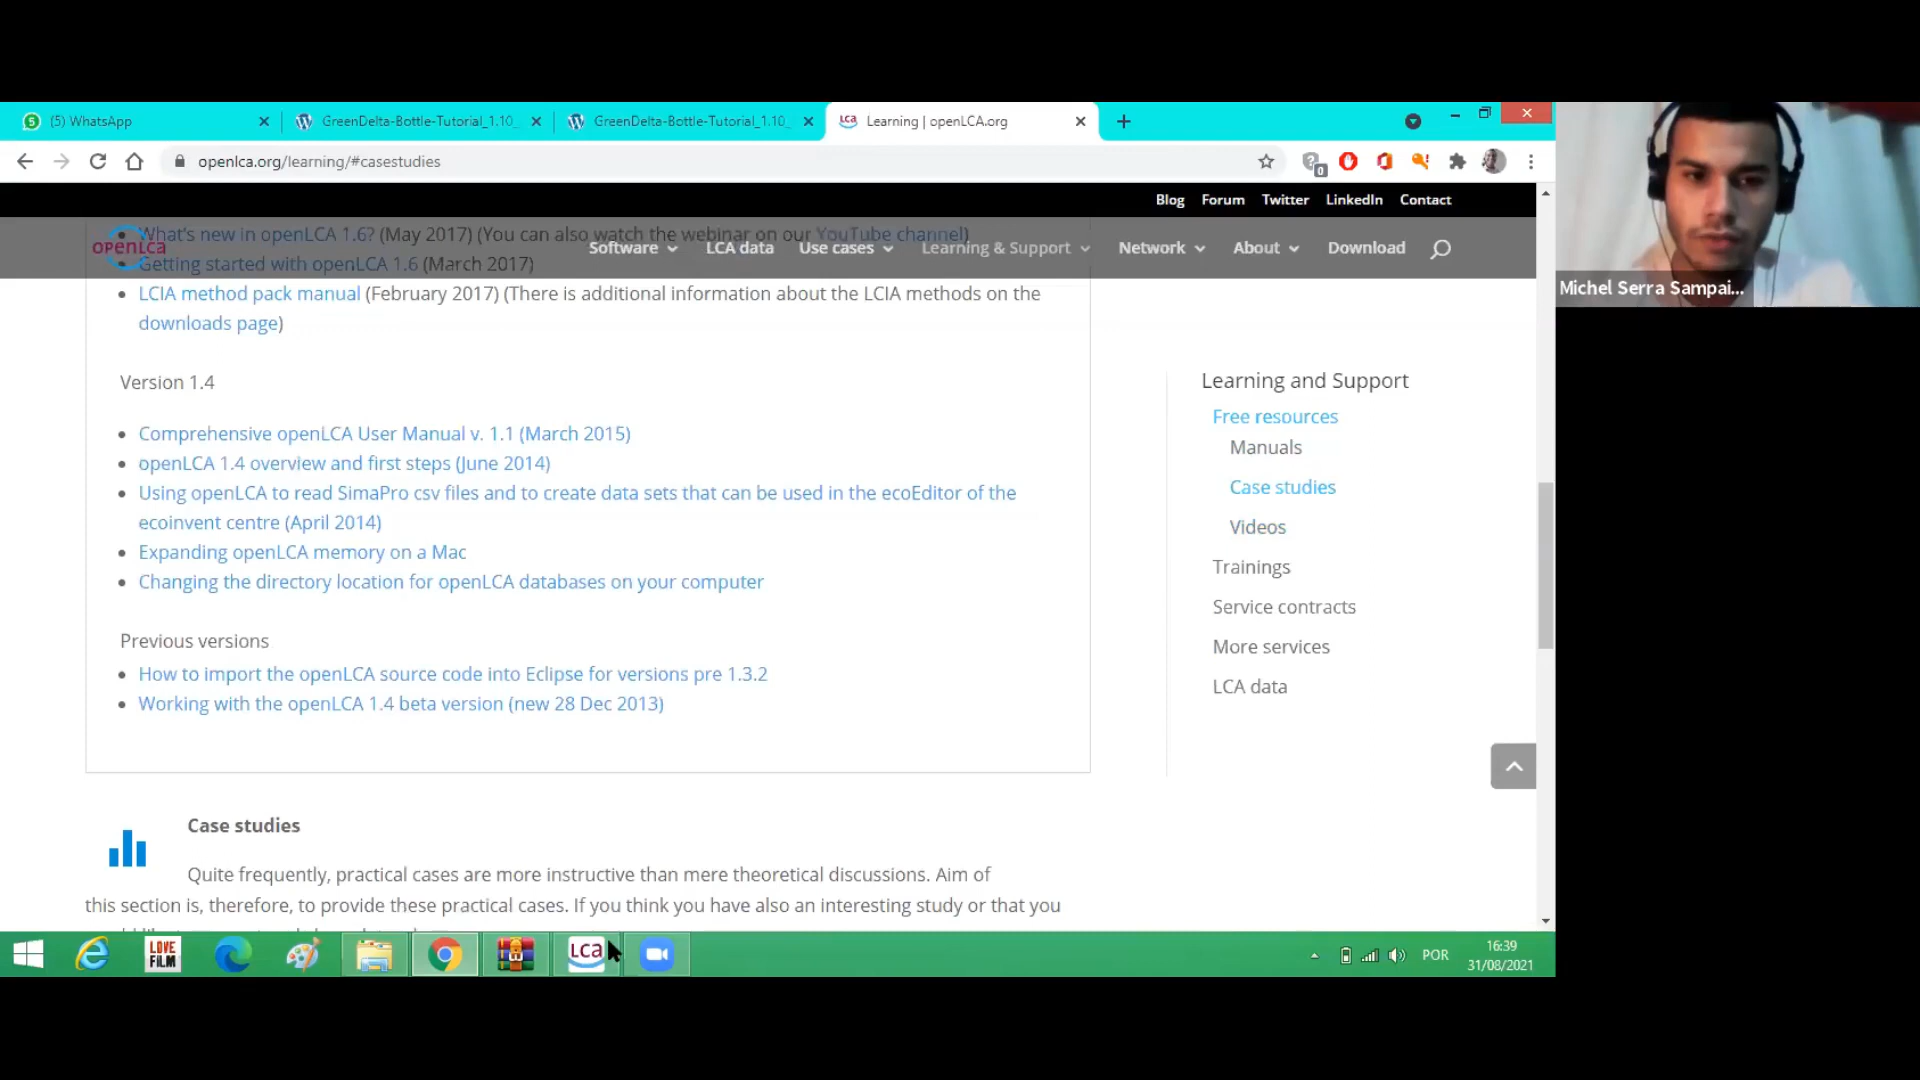 (5) WhatsApp
GreenDelta-Bottle-Tutorial_1.10_
GreenDelta-Bottle-Tutorial_1.10_
Learning | openLCA.org
openlca.org/learning/#casestudies
0
Blog Forum Twitter LinkedIn Contact
What's new in openLCA 1.6? (May 2017) (You can also watch the webinar on our YouTube channel)
openLCA
Software LCA data Use cases Learning & Support Network About Download
Getting started with openLCA 1.6 (March 2017)
LCIA method pack manual (February 2017) (There is additional information about the LCIA methods on the
downloads page)
Version 1.4
Comprehensive openLCA User Manual v. 1.1 (March 2015)
openLCA 1.4 overview and first steps (June 2014)
Using openLCA to read SimaPro csv files and to create data sets that can be used in the ecoEditor of the
ecoinvent centre (April 2014)
Expanding openLCA memory on a Mac
Changing the directory location for openLCA databases on your computer
Previous versions
How to import the openLCA source code into Eclipse for versions pre 1.3.2
Working with the openLCA 1.4 beta version (new 28 Dec 2013)
Learning and Support
Free resources
Manuals
Case studies
Videos
Trainings
Service contracts
More services
LCA data
Case studies
Quite frequently, practical cases are more instructive than mere theoretical discussions. Aim of
this section is, therefore, to provide these practical cases. If you think you have also an interesting study or that you
LOVE
FILM
LCA
POR
16:39
31/08/2021
Michel Serra Sampai...